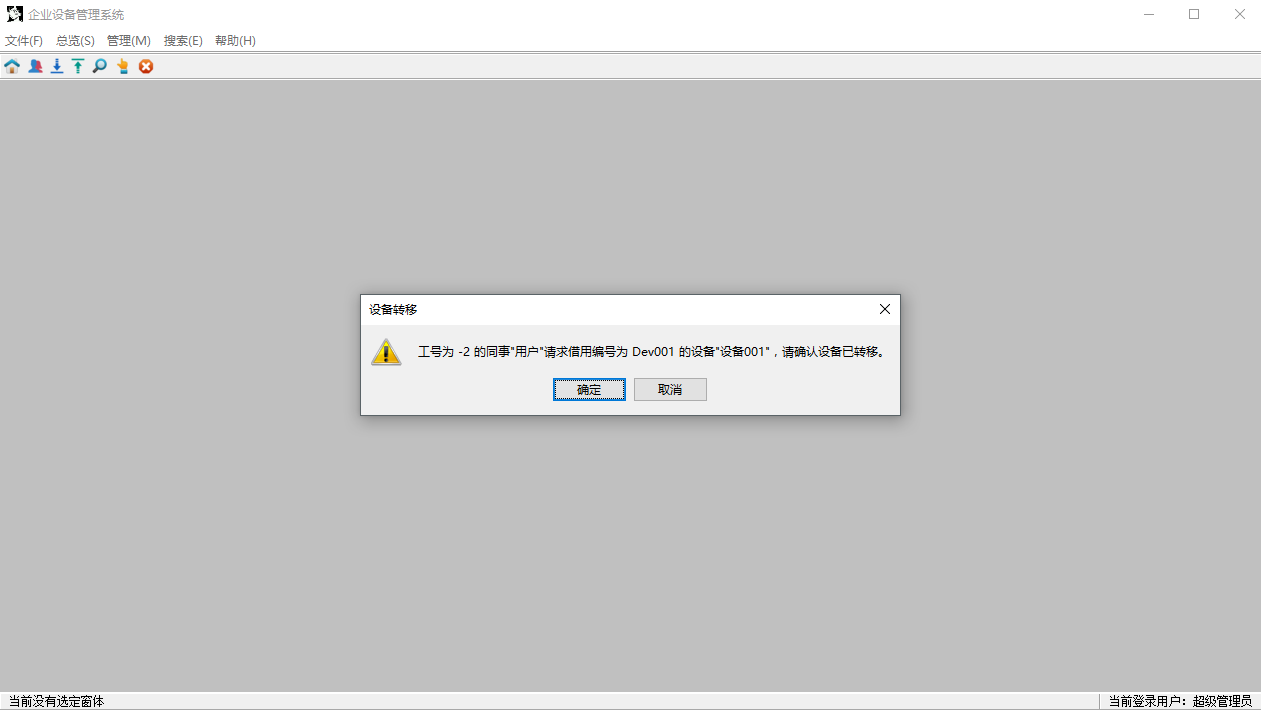 企业设备管理系统
文件(F) 总览(S) 管理(M) 搜索(E) 帮助(H)
设备转移
工号为 -2 的同事"用户"请求借用编号为 Dev001 的设备"设备001"，请确认设备已转移。
确定 取消
当前没有选定窗体 当前登录用户：超级管理员